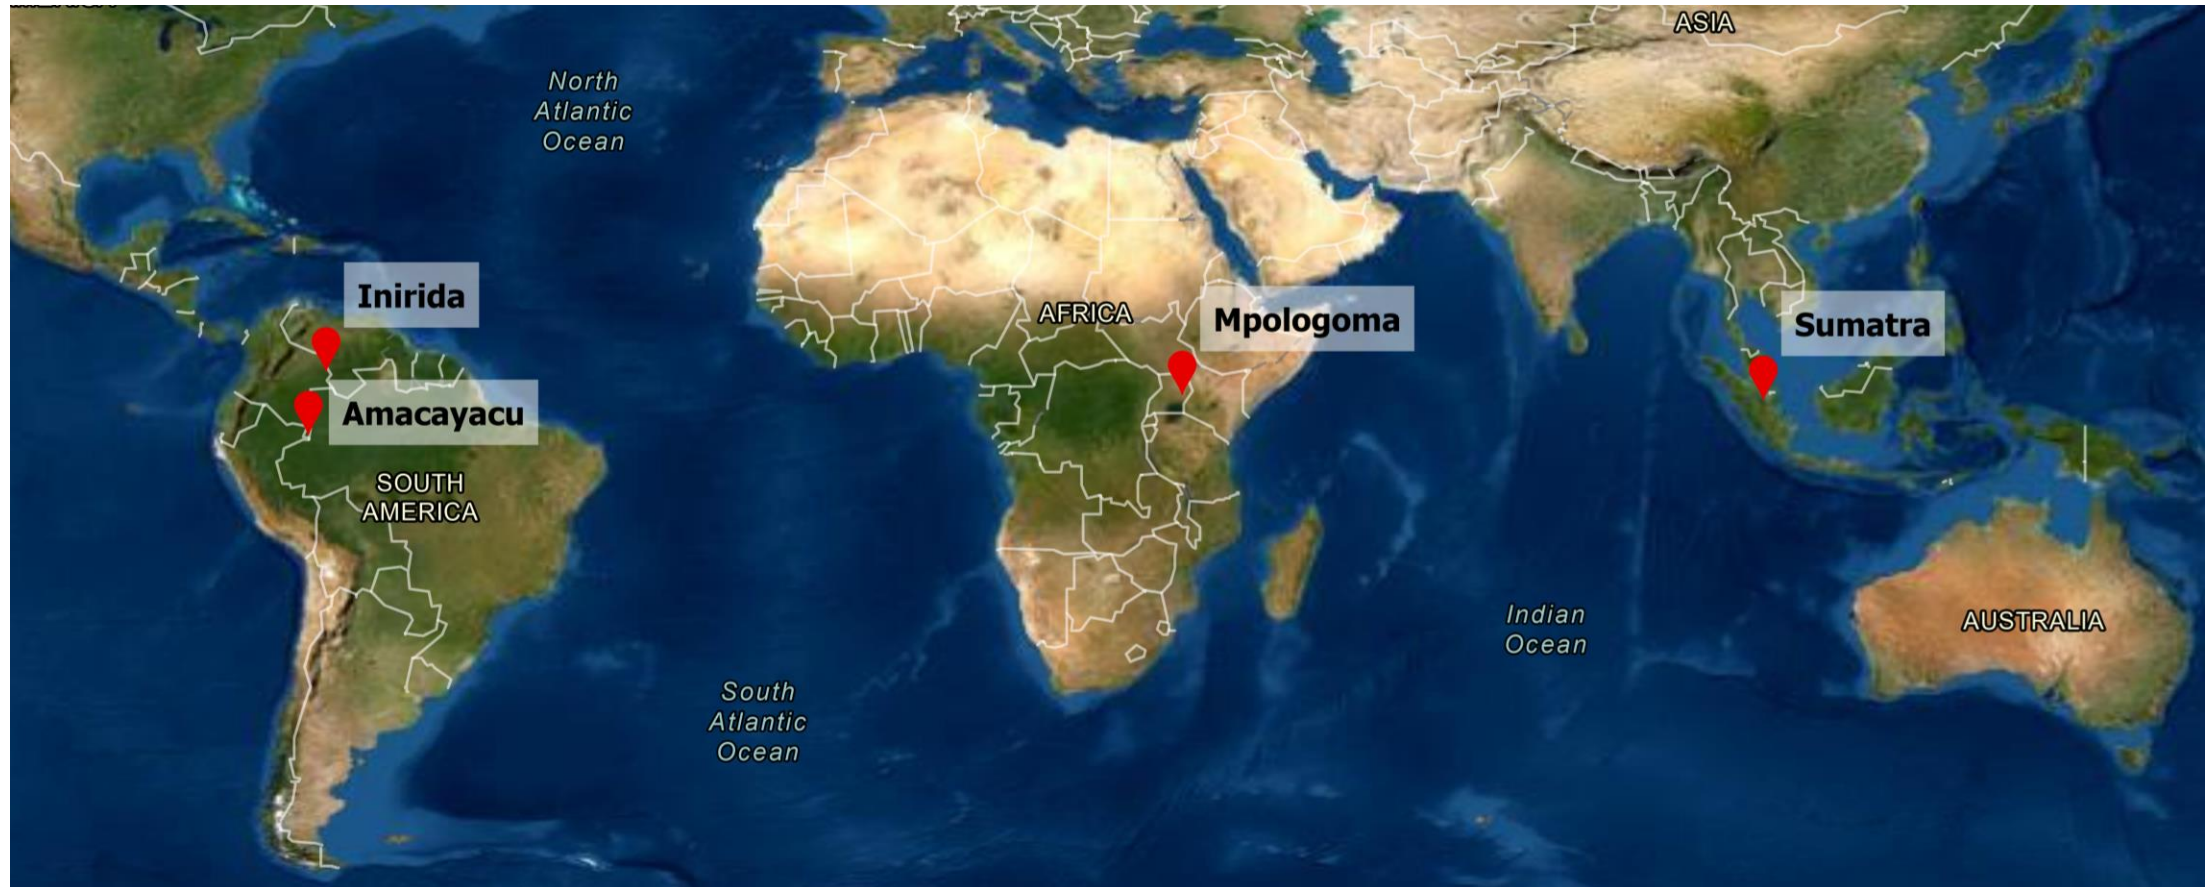 ASIA
North
Atlantic
Ocean
Inirida
AFRICA
Mpologoma
Sumatra
Amacayacu
SOUTH
AMERICA
Indian
Ocean
AUSTRALIA
South
Atlantic
Ocean